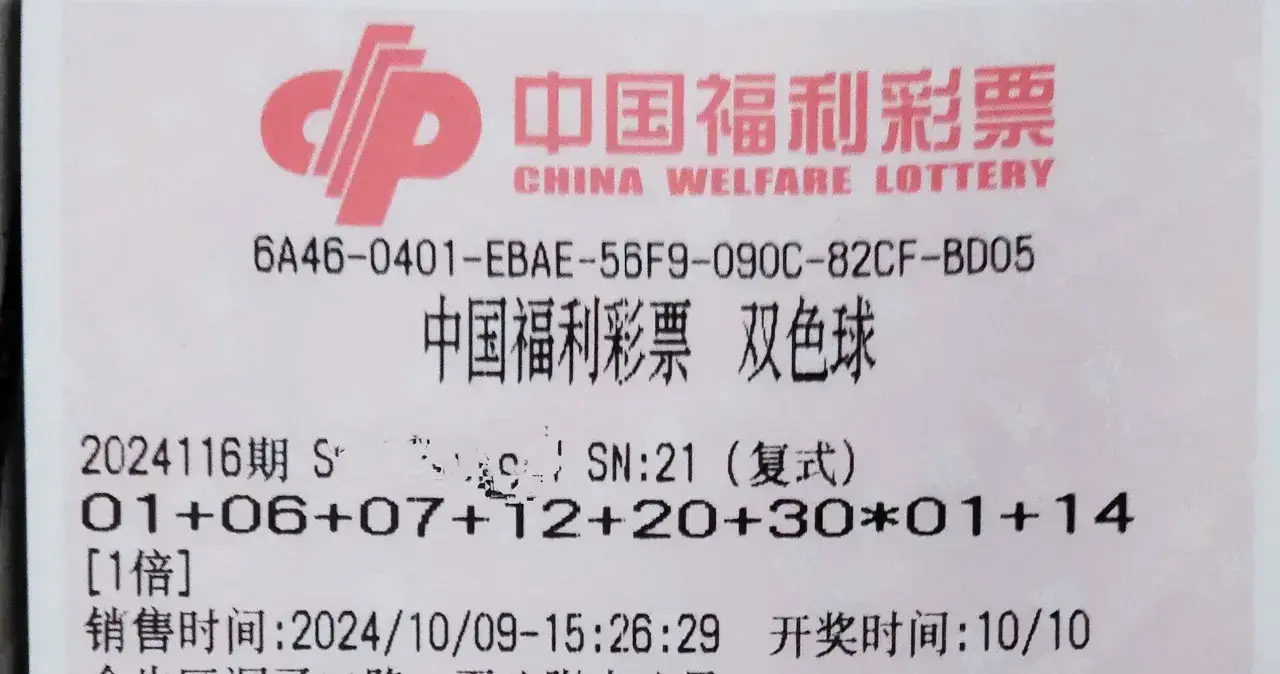 中国福利彩票
CHINA WELFARE LOTTERY
6A46-0401-EBAE-56F9-090C-82CF-BD05
中国福利彩票 双色球
2024116期 S SN:21 (复式)
01+06+07+12+20+30*01+14
[1倍]
销售时间:2024/10/09-15:26:29 开奖时间:10/10